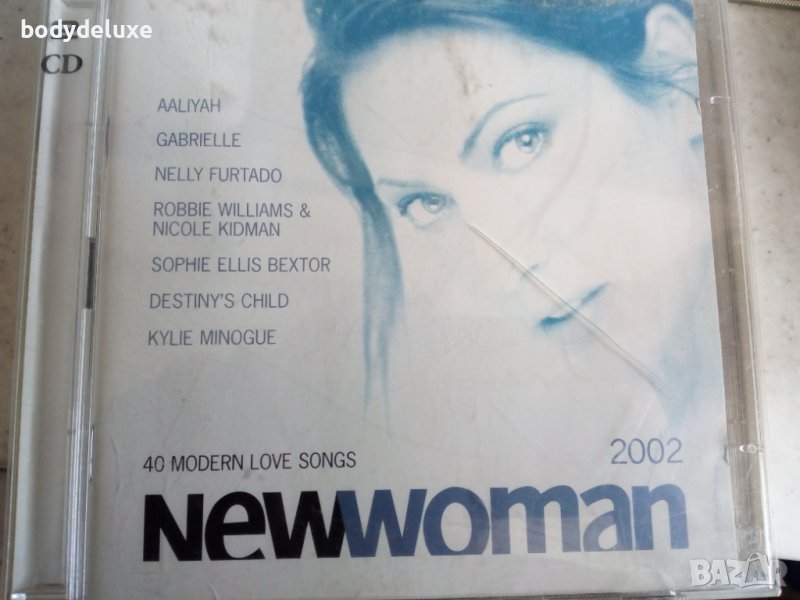 bodydeluxe
CD
AALIYAH
GABRIELLE
NELLY FURTADO
ROBBIE WILLIAMS &
NICOLE KIDMAN
SOPHIE ELLIS BEXTOR
DESTINY'S CHILD
KYLIE MINOGUE
40 MODERN LOVE SONGS
2002
NEWWOMAN
BAZAR